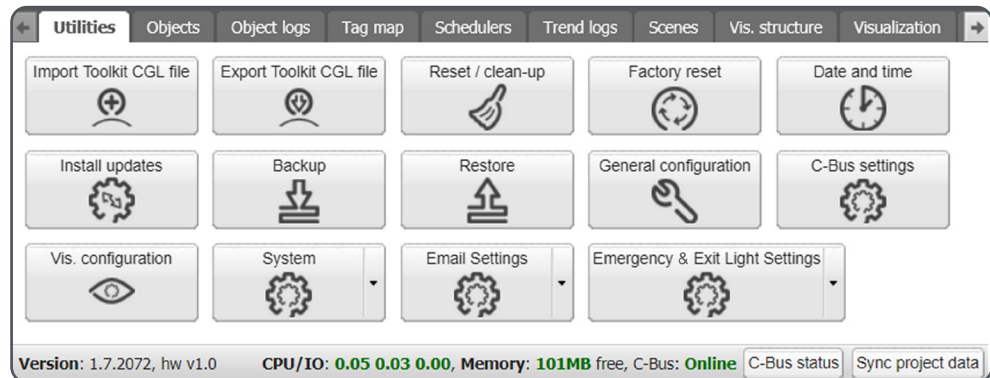 Utilities Objects Object logs Tag map Schedulers Trend logs Scenes Vis. structure Visualization
Import Toolkit CGL file Export Toolkit CGL file Reset / clean-up Factory reset Date and time
Install updates Backup Restore General configuration C-Bus settings
Vis. configuration System Email Settings Emergency & Exit Light Settings
Version: 1.7.2072, hw v1.0 CPU/IO: 0.05 0.03 0.00, Memory: 101MB free, C-Bus: Online C-Bus status Sync project data